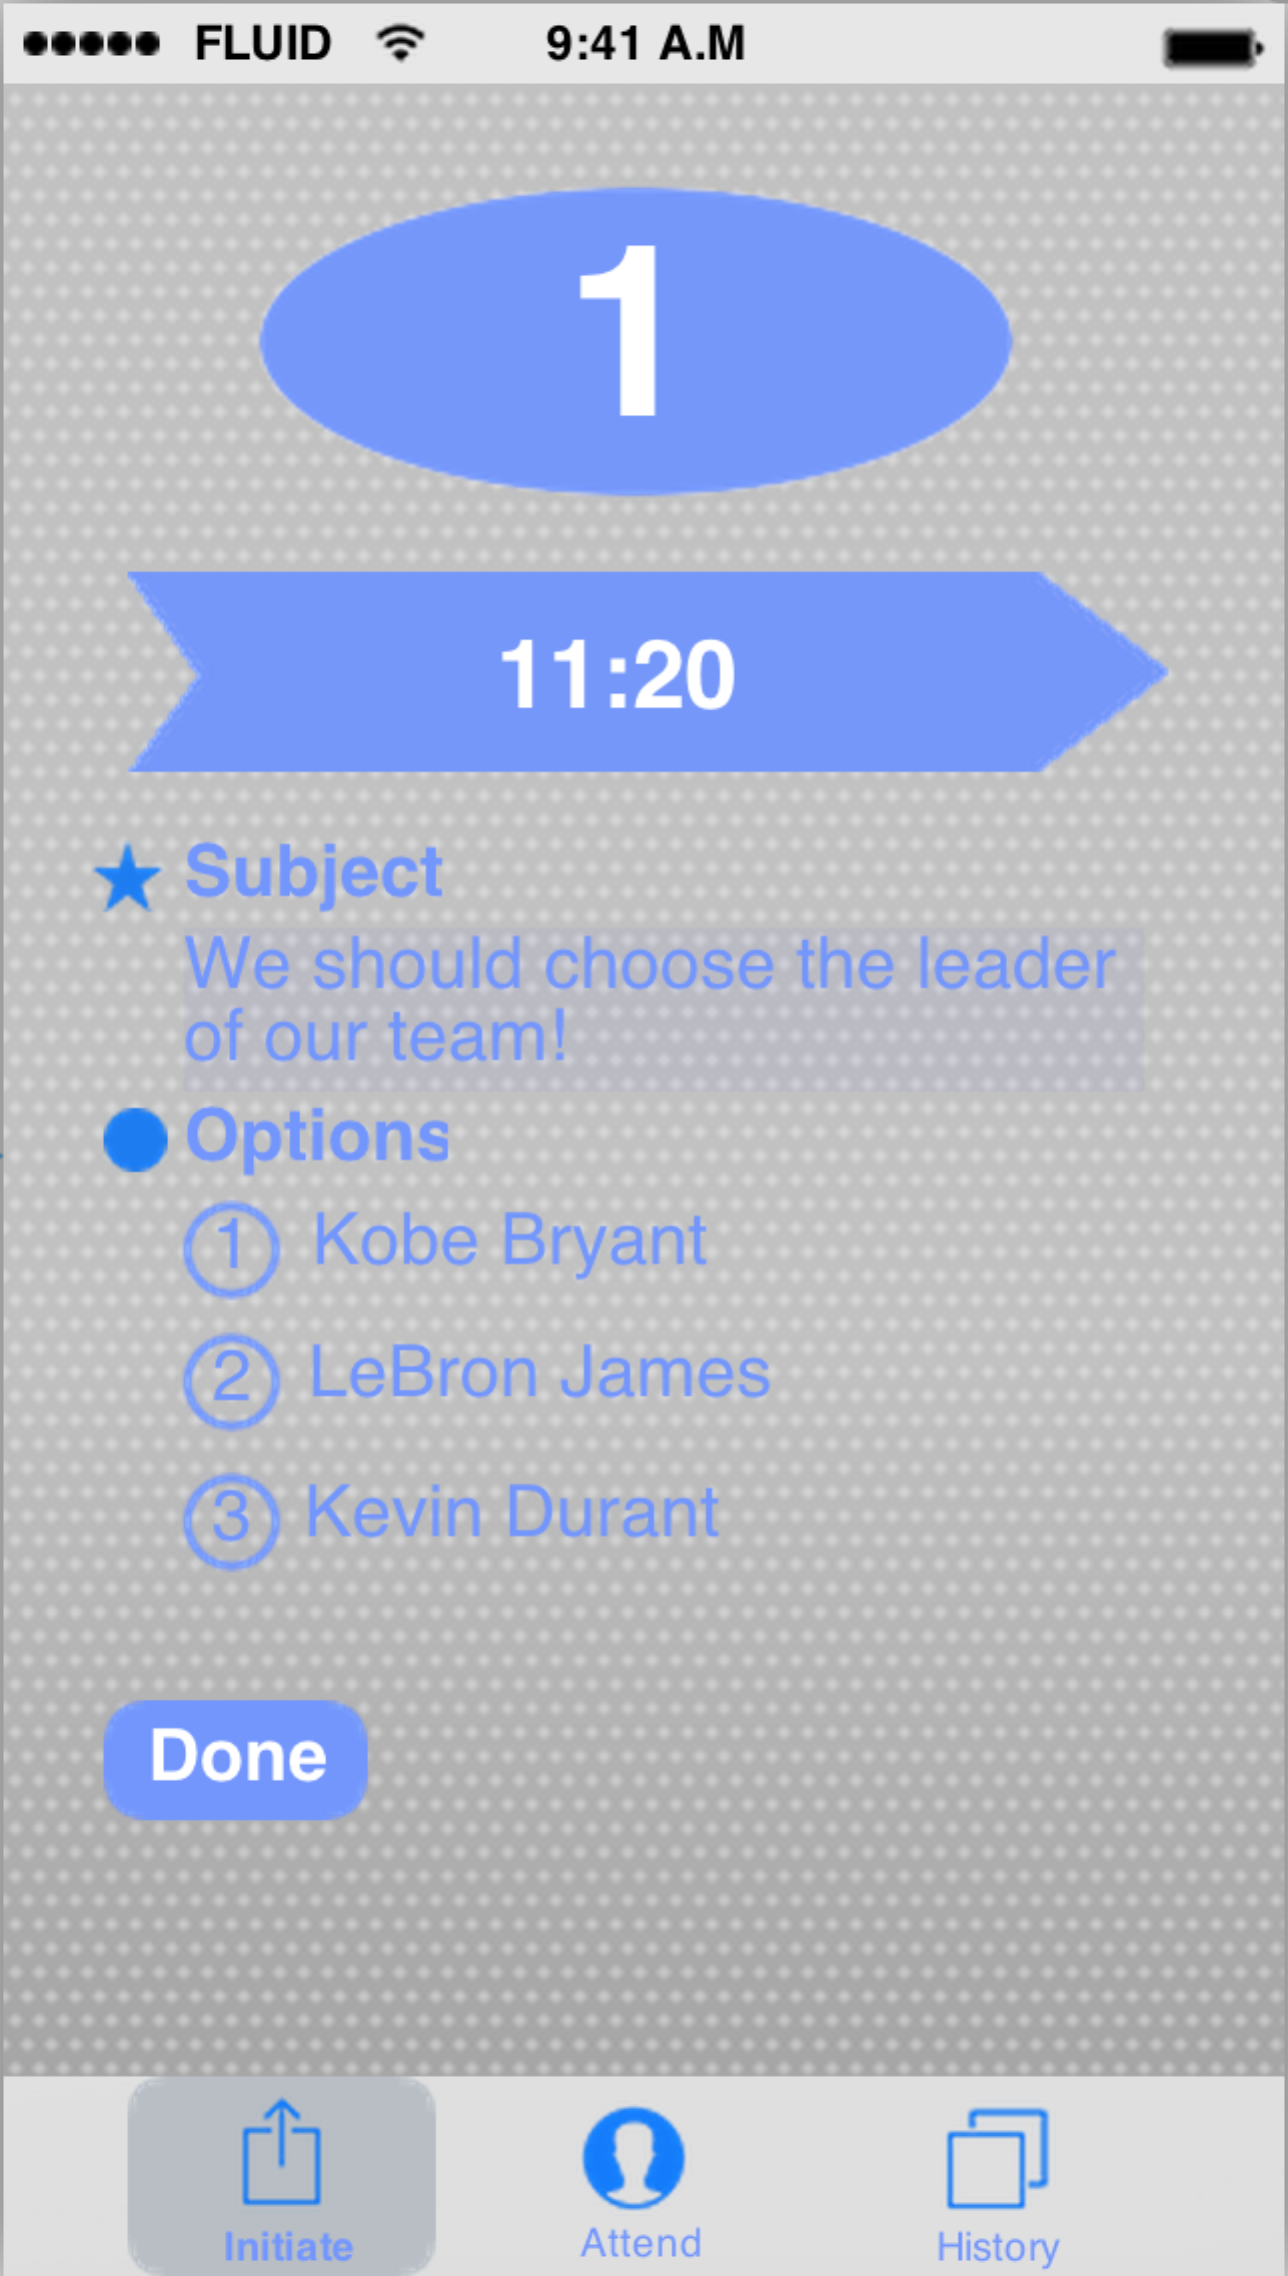 FLUID 9:41 A.M
1
11:20
Subject
We should choose the leader
of our team!
Options
1 Kobe Bryant
2 LeBron James
3 Kevin Durant
Done
Initiate Attend History